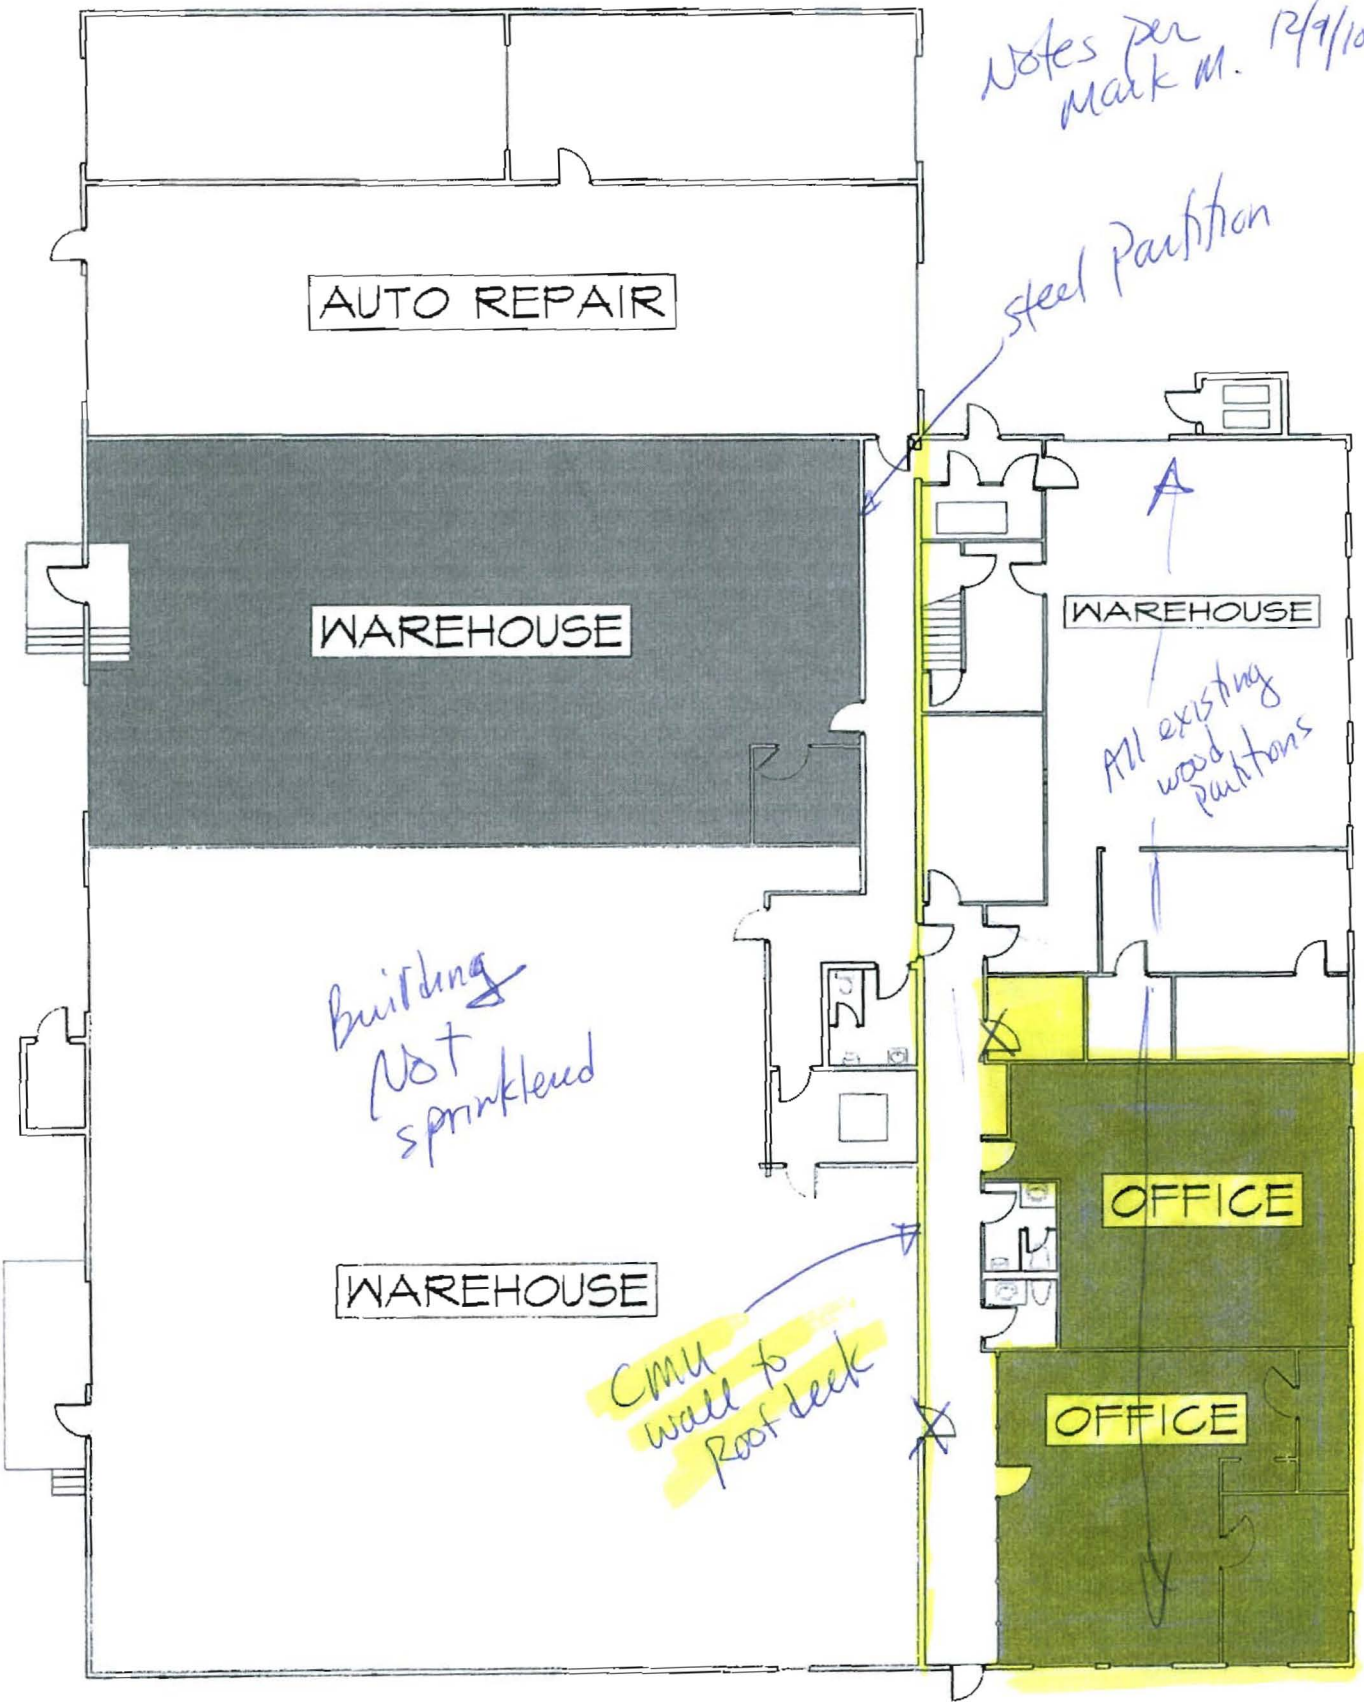 Notes per 12/9/10
Mark M.
steel Partition
AUTO REPAIR
WAREHOUSE
WAREHOUSE
All existing
wood
partitions
Building
Not
sprinklered
OFFICE
WAREHOUSE
CMU
wall to
Roof deck
OFFICE